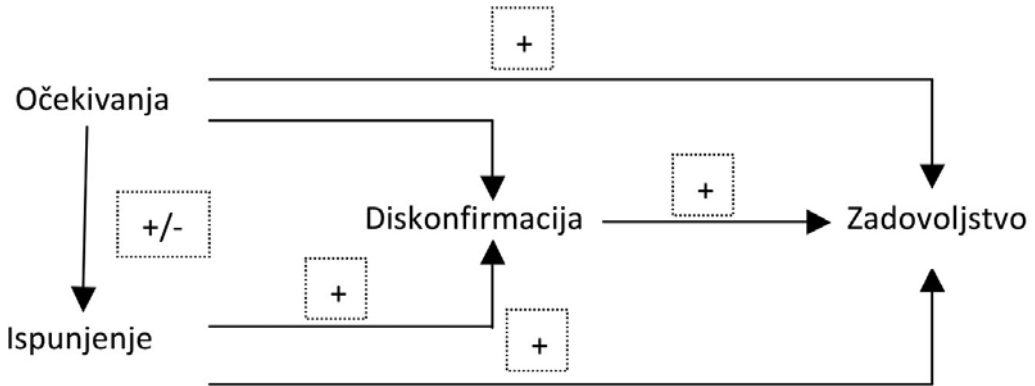 +
Očekivanja
+
+/-
Diskonfirmacija
Zadovoljstvo
+
+
Ispunjenje